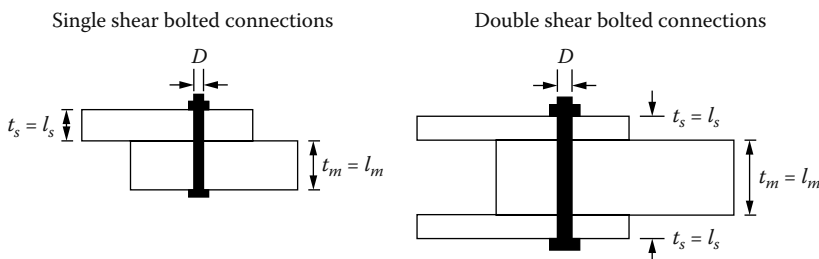 Single shear bolted connections
D
t_s = l_s
t_m = l_m
Double shear bolted connections
D
t_s = l_s
t_m = l_m
t_s = l_s